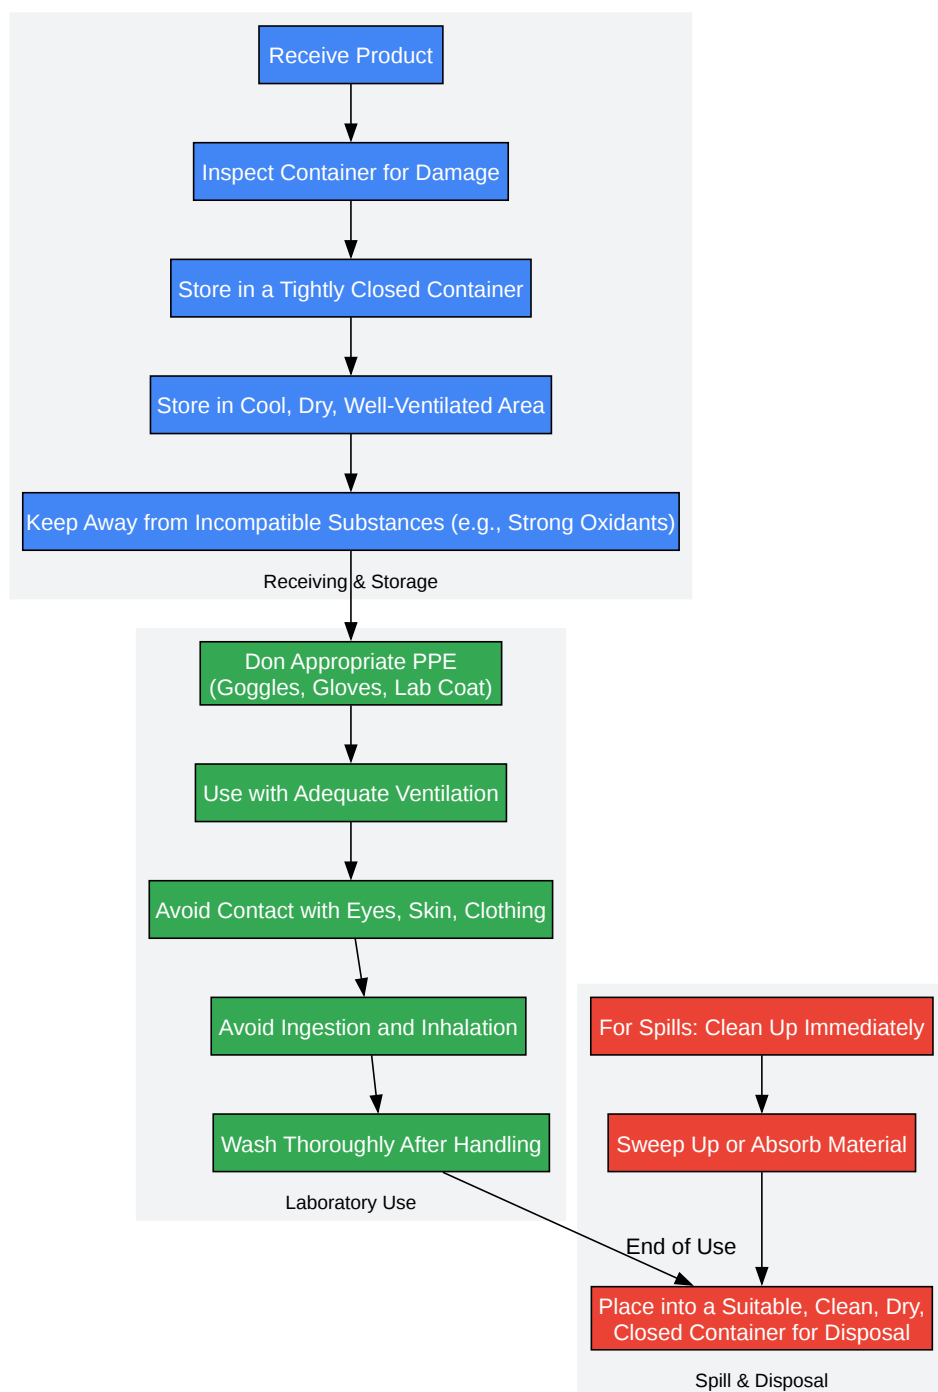 Receive Product
Inspect Container for Damage
Store in a Tightly Closed Container
Store in Cool, Dry, Well-Ventilated Area
Keep Away from Incompatible Substances (e.g., Strong Oxidants)
Receiving & Storage
Don Appropriate PPE
(Goggles, Gloves, Lab Coat)
Use with Adequate Ventilation
Avoid Contact with Eyes, Skin, Clothing
Avoid Ingestion and Inhalation
Wash Thoroughly After Handling
Laboratory Use
For Spills: Clean Up Immediately
Sweep Up or Absorb Material
End of Use
Place into a Suitable, Clean, Dry,
Closed Container for Disposal
Spill & Disposal